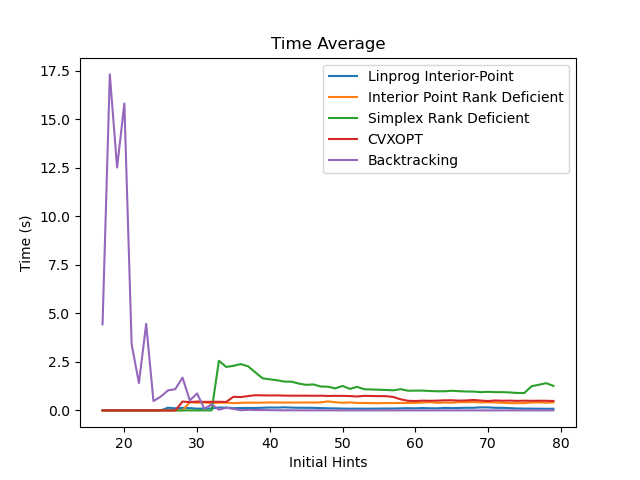 Time Average
17.5
15.0
12.5
10.0
7.5
5.0
2.5
0.0
Time (s)
Linprog Interior-Point
Interior Point Rank Deficient
Simplex Rank Deficient
CVXOPT
Backtracking
20 30 40 50 60 70 80
Initial Hints